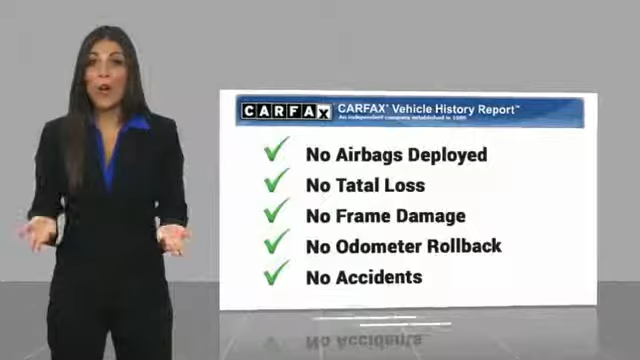 CARFAX CARFAX® Vehicle History Report™
An independent company established in 1986
No Airbags Deployed
No Tatal Loss
No Frame Damage
No Odometer Rollback
No Accidents